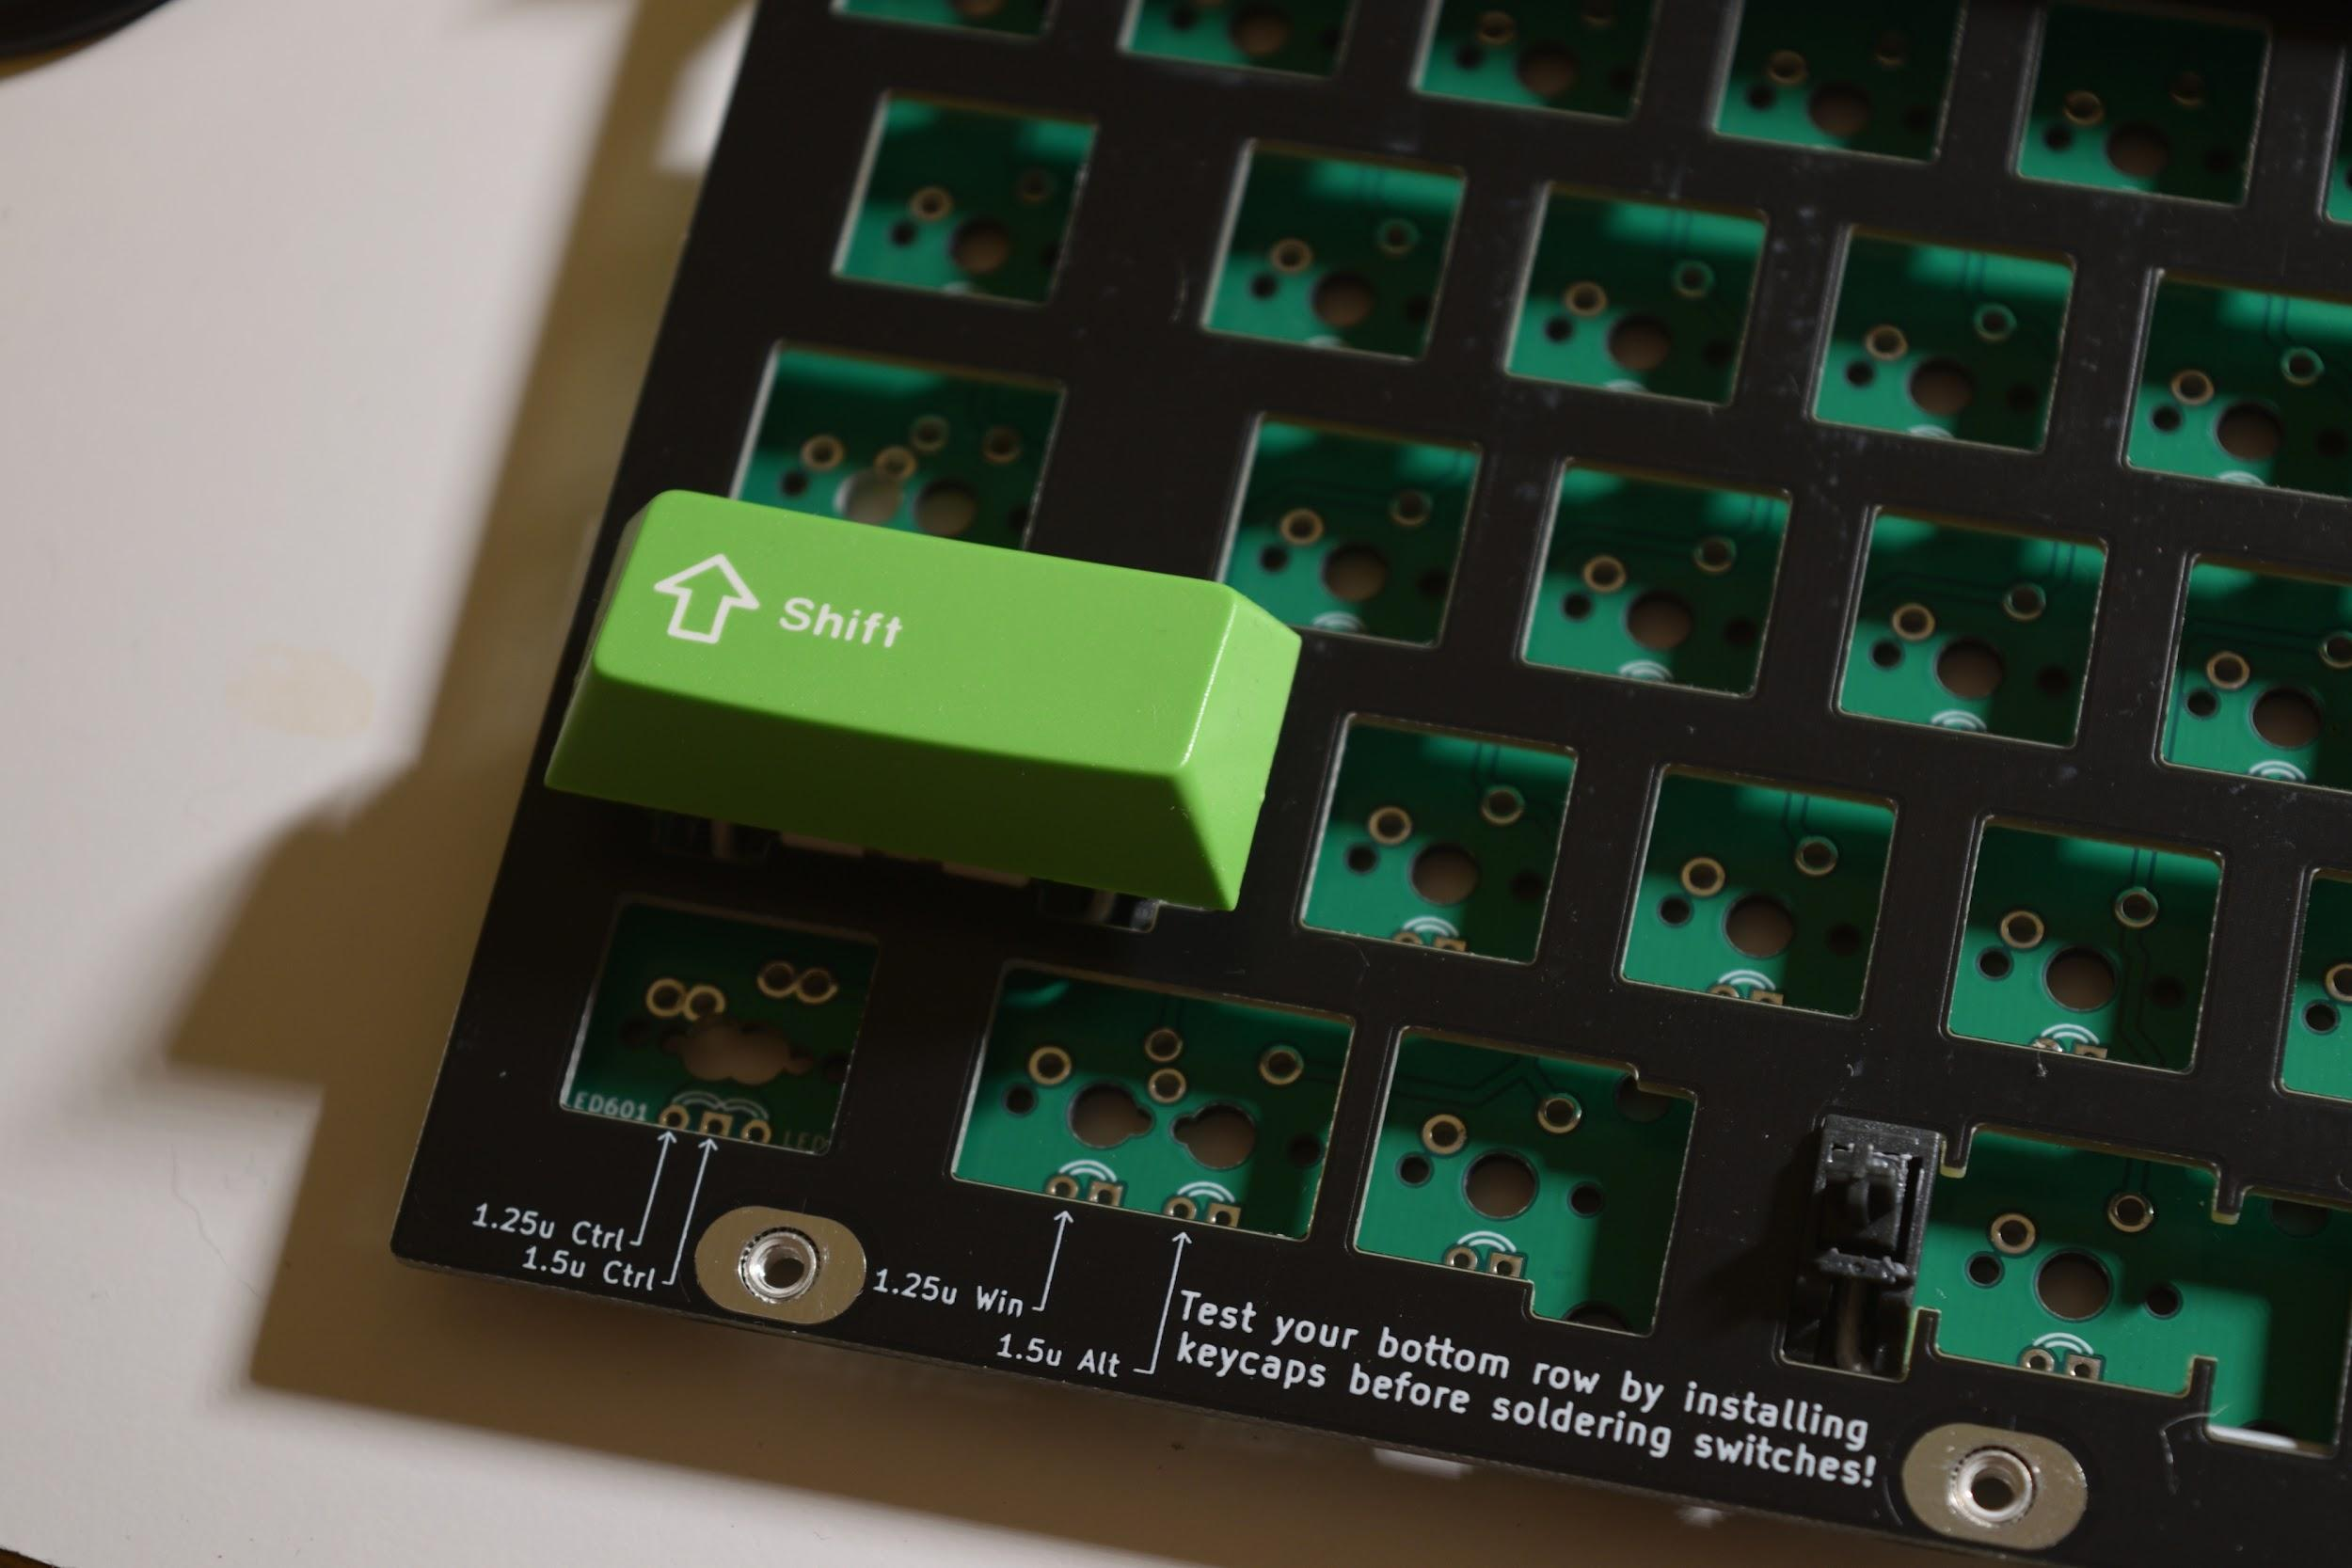 Shift
LED601
1.25u Ctrl
1.5u Ctrl
1.25u Win
1.5u Alt
Test your bottom row by installing
keycaps before soldering switches!